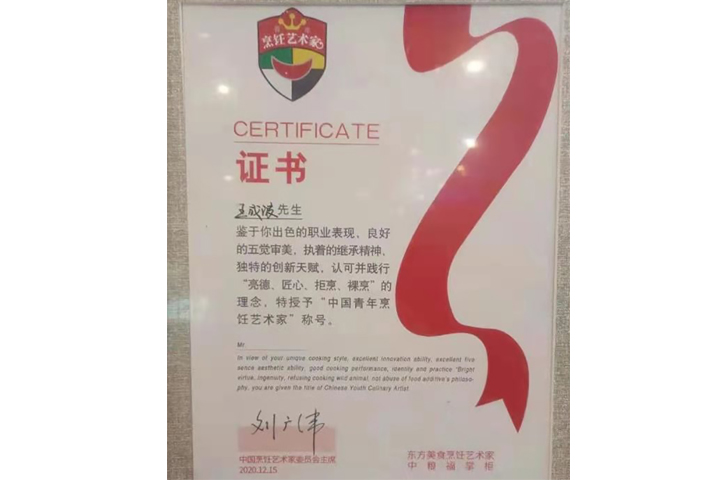 烹饪艺术家
CERTIFICATE
证书
王成波先生
鉴于你出色的职业表现、良好
的五觉审美、执着的继承精神、
独特的创新天赋，认可并践行
“亮德、匠心、拒烹、裸烹”的
理念，特授予“中国青年烹
饪艺术家”称号。
Mr
In view of your unique cooking style, excellent innovation ability, excellent five
sence aesthetic ability, good cooking performance, identity and practice "Bright
virtue, ingenuity, refusing cooking wild animal, not abuse of food additive's philoso-
phy, you are given the title of Chinese Youth Culinary Artist
刘广伟
中国烹饪艺术家委员会主席
2020.12.15
东方美食烹饪艺术家
中粮福掌柜